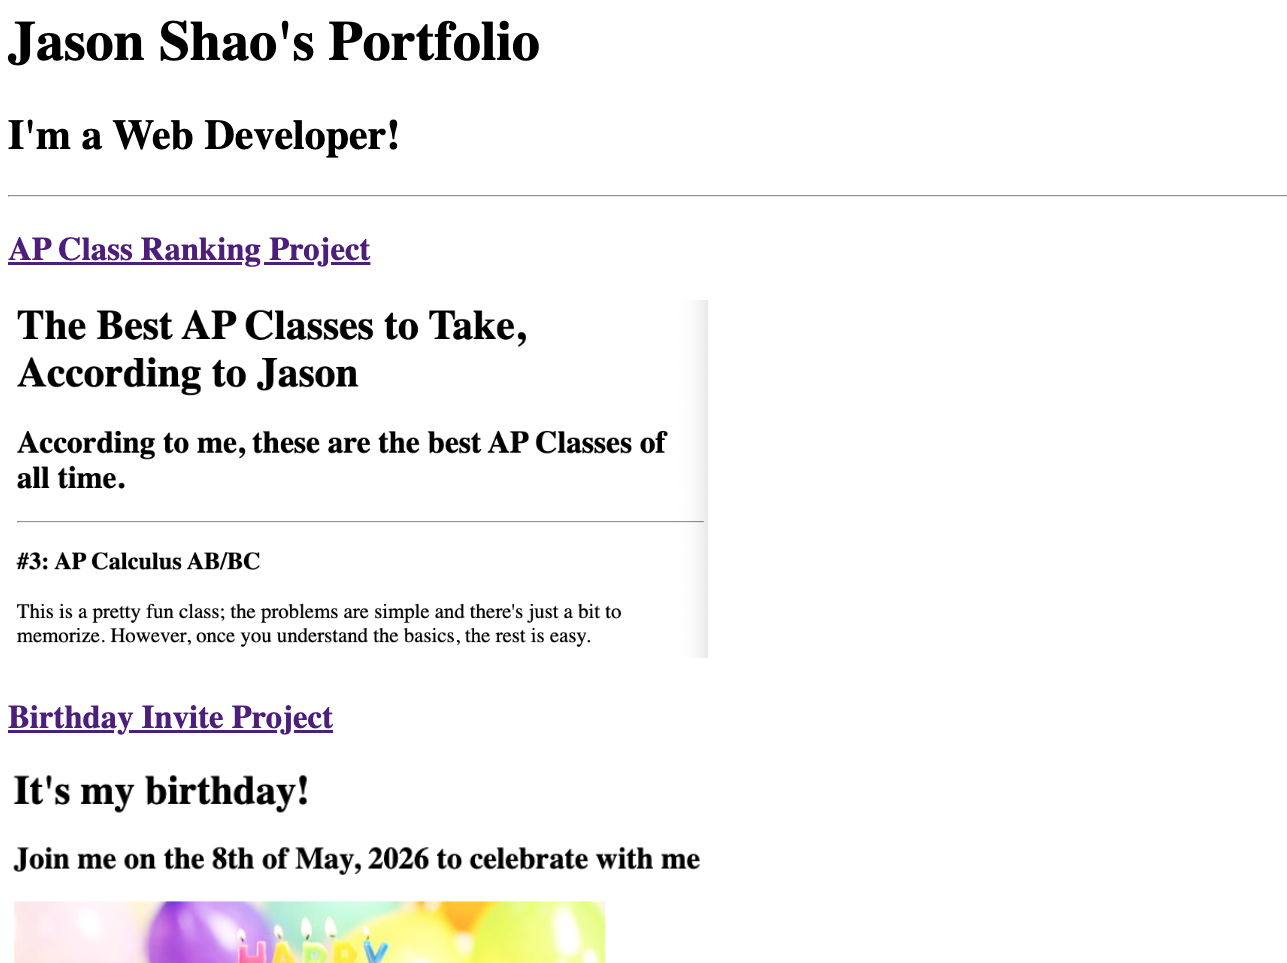 Jason Shao's Portfolio
I'm a Web Developer!
AP Class Ranking Project
The Best AP Classes to Take,
According to Jason
According to me, these are the best AP Classes of
all time.
#3: AP Calculus AB/BC
This is a pretty fun class; the problems are simple and there's just a bit to
memorize. However, once you understand the basics, the rest is easy.
Birthday Invite Project
It's my birthday!
Join me on the 8th of May, 2026 to celebrate with me
HAPPY